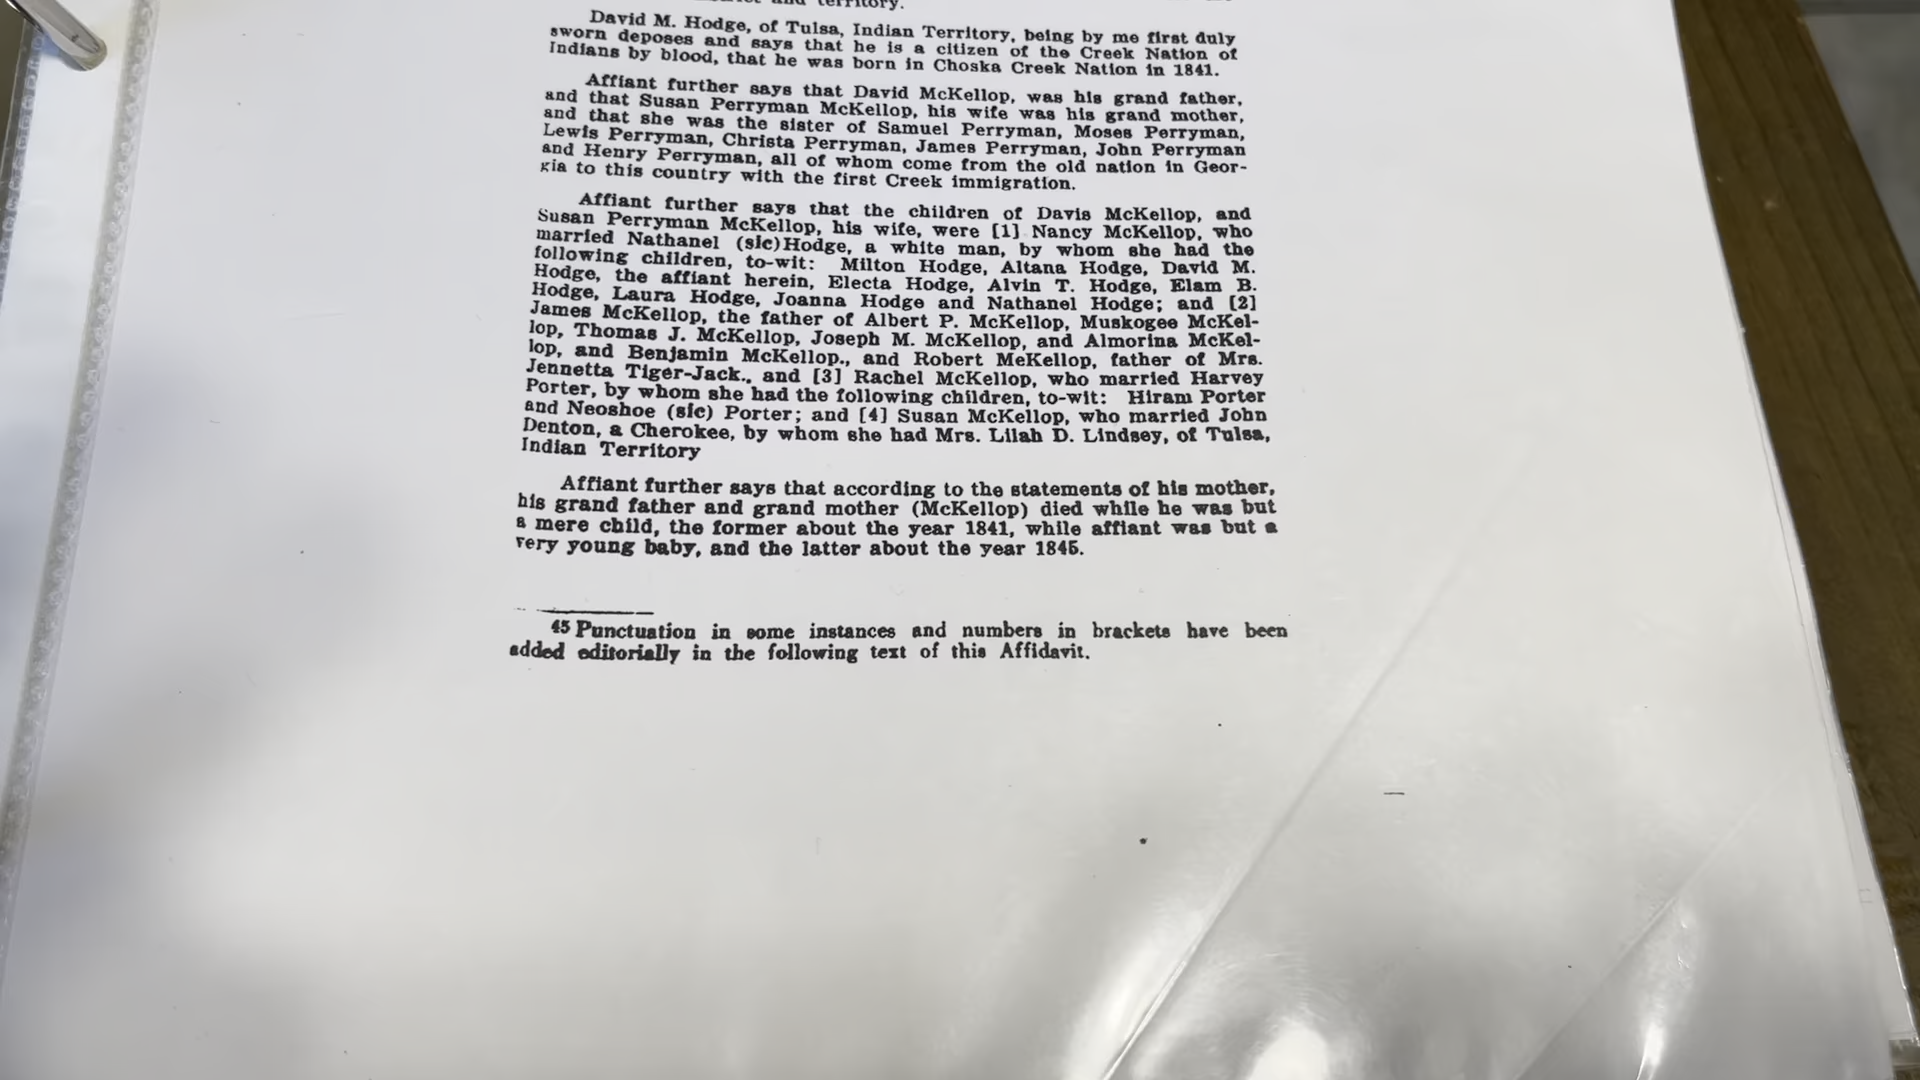 territory.
David M. Hodge, of Tulsa, Indian Territory, being by me first duly
sworn deposes and says that he is a citizen of the Creek Nation of
Indians by blood, that he was born in Choska Creek Nation in 1841.
Affiant further says that David McKellop, was his grand father,
and that Susan Perryman McKellop, his wife was his grand mother,
and that she was the sister of Samuel Perryman, Moses Perryman,
Lewis Perryman, Christa Perryman, James Perryman, John Perryman
and Henry Perryman, all of whom come from the old nation in Geor-
gia to this country with the first Creek immigration.
Affiant further says that the children of Davis McKellop, and
Susan Perryman McKellop, his wife, were [1] Nancy McKellop, who
married Nathanel (sic)Hodge, a white man, by whom she had the
following children, to-wit: Milton Hodge, Altana Hodge, David M.
Hodge, the affiant herein, Electa Hodge, Alvin T. Hodge, Elam B.
Hodge, Laura Hodge, Joanna Hodge and Nathanel Hodge; and [2]
James McKellop, the father of Albert P. McKellop, Muskogee McKel-
lop, Thomas J. McKellop, Joseph M. McKellop, and Almorina McKel-
lop, and Benjamin McKellop., and Robert McKellop, father of Mrs.
Jennetta Tiger-Jack., and [3] Rachel McKellop, who married Harvey
Porter, by whom she had the following children, to-wit: Hiram Porter
and Neoshoe (sic) Porter; and [4] Susan McKellop, who married John
Denton, a Cherokee, by whom she had Mrs. Lilah D. Lindsey, of Tulsa,
Indian Territory
Affiant further says that according to the statements of his mother,
his grand father and grand mother (McKellop) died while he was but
a mere child, the former about the year 1841, while affiant was but a
very young baby, and the latter about the year 1845.
45 Punctuation in some instances and numbers in brackets have been
added editorially in the following text of this Affidavit.